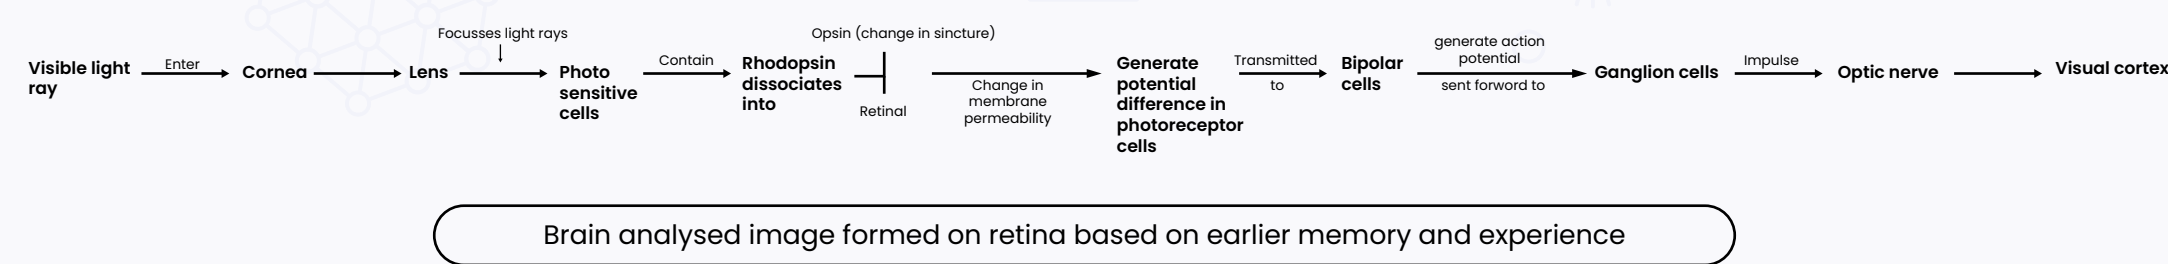 Visible light
ray
Enter
Cornea
Focusses light rays
Lens
Photo
sensitive
cells
Contain
Rhodopsin
dissociates
into
Opsin (change in sincture)
Retinal
Change in
membrane
permeability
Generate
potential
difference in
photoreceptor
cells
Transmitted
to
Bipolar
cells
generate action
potential
sent forword to
Ganglion cells
Impulse
Optic nerve
Visual cortex
Brain analysed image formed on retina based on earlier memory and experience